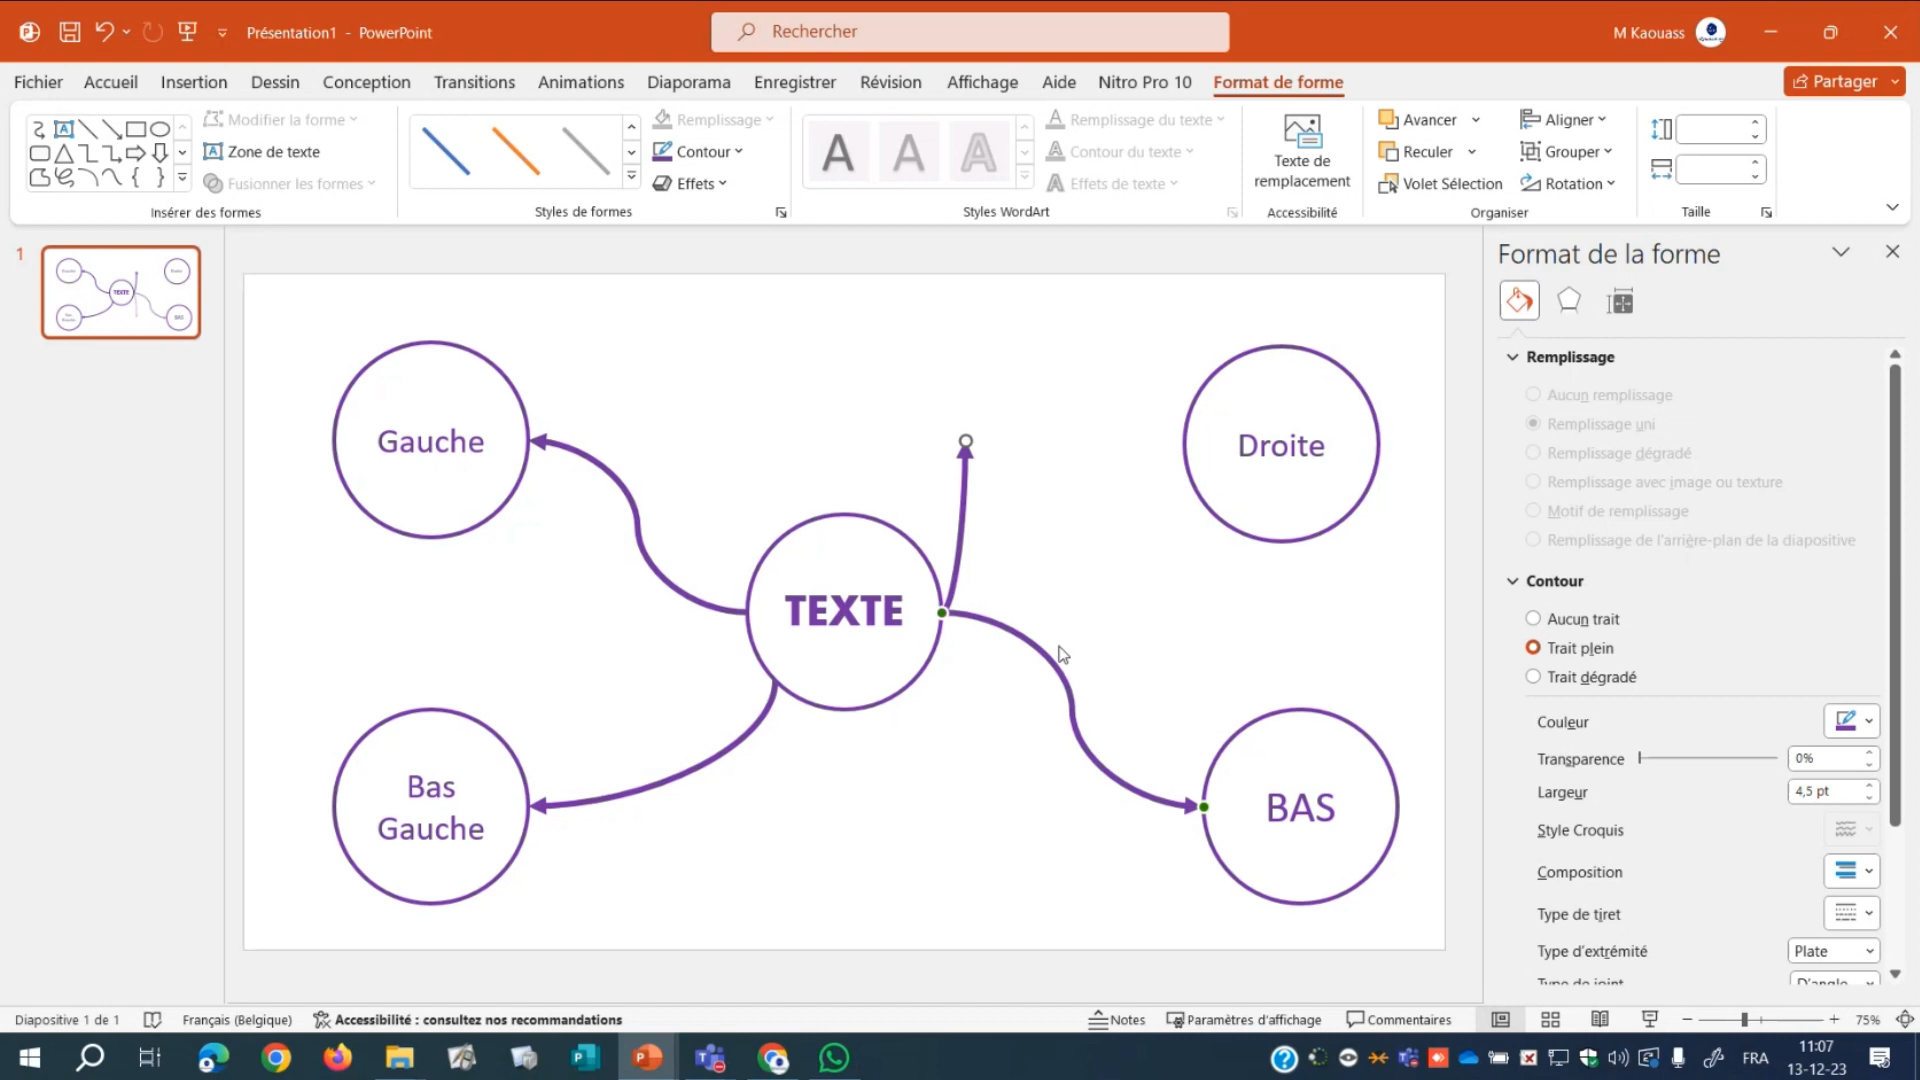 Présentation1 - PowerPoint
Rechercher
M Kaouass
Fichier Accueil Insertion Dessin Conception Transitions Animations Diaporama Enregistrer Révision Affichage Aide Nitro Pro 10 Format de forme
Partager
Modifier la forme
Zone de texte
Fusionner les formes
Insérer des formes
Remplissage
Contour
Effets
Styles de formes
A A A
Remplissage du texte
Contour du texte
Effets de texte
Styles WordArt
Texte de
remplacement
Accessibilité
Avancer
Reculer
Volet Sélection
Aligner
Grouper
Rotation
Organiser
Taille
1
TEXTE
BAS
Gauche
Droite
TEXTE
Bas
Gauche
BAS
Format de la forme
Remplissage
Aucun remplissage
Remplissage uni
Remplissage dégradé
Remplissage avec image ou texture
Motif de remplissage
Remplissage de l'arrière-plan de la diapositive
Contour
Aucun trait
Trait plein
Trait dégradé
Couleur
Transparence 0%
Largeur 4,5 pt
Style Croquis
Composition
Type de tiret
Type d'extrémité Plate
Type de joint D'angle
Diapositive 1 de 1 Français (Belgique) Accessibilité : consultez nos recommandations
Notes Paramètres d'affichage Commentaires 75%
FRA
11:07
13-12-23